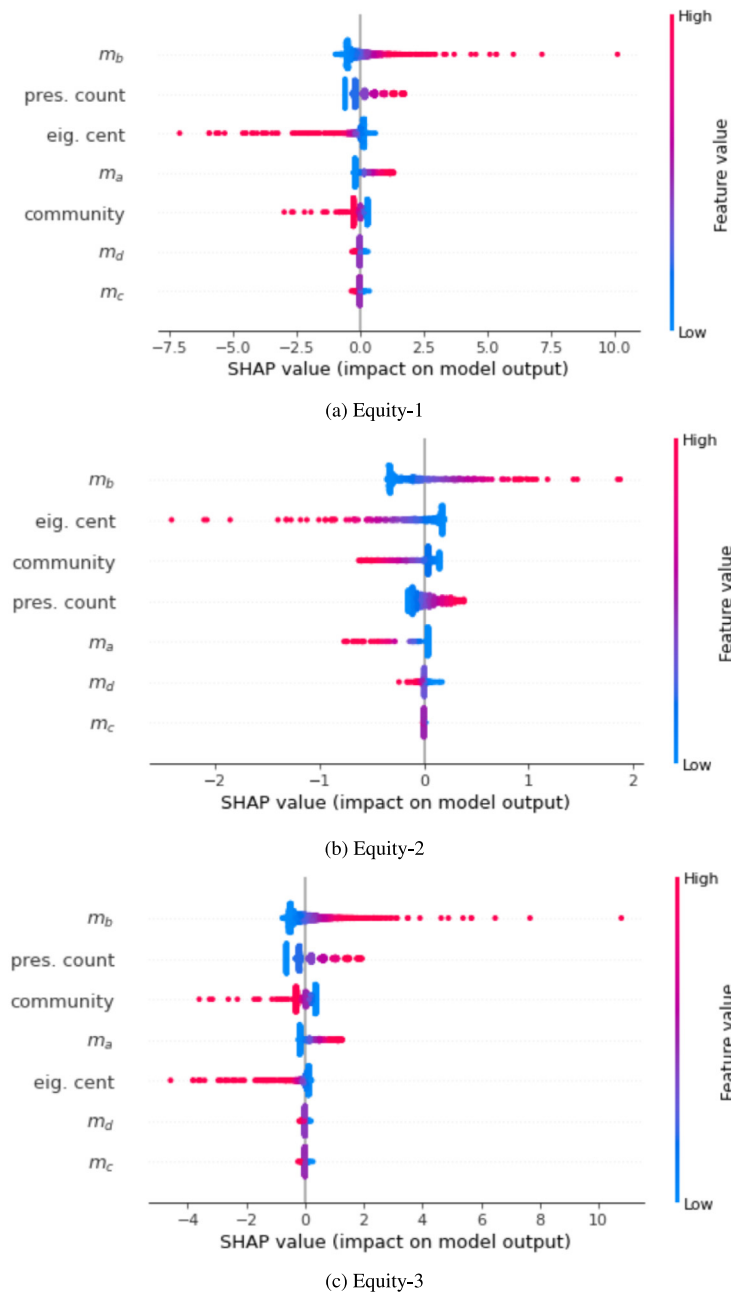 High
m_b
pres. count
eig. cent
m_a
community
m_d
m_c
Feature value
Low
−7.5 −5.0 −2.5 0.0 2.5 5.0 7.5 10.0
SHAP value (impact on model output)
(a) Equity-1
High
m_b
eig. cent
community
pres. count
m_a
m_d
m_c
Feature value
Low
−2 −1 0 1 2
SHAP value (impact on model output)
(b) Equity-2
High
m_b
pres. count
community
m_a
eig. cent
m_d
m_c
Feature value
Low
−4 −2 0 2 4 6 8 10
SHAP value (impact on model output)
(c) Equity-3